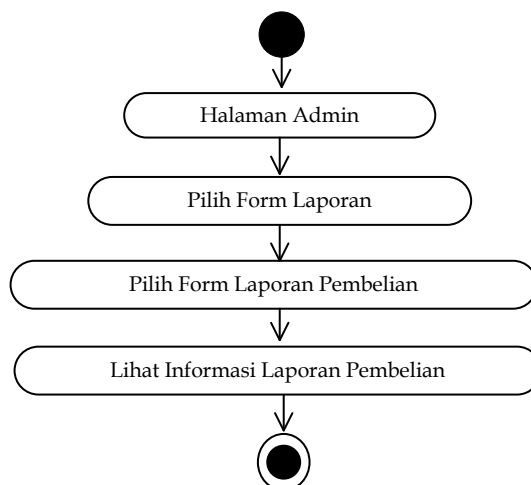 Halaman Admin
Pilih Form Laporan
Pilih Form Laporan Pembelian
Lihat Informasi Laporan Pembelian